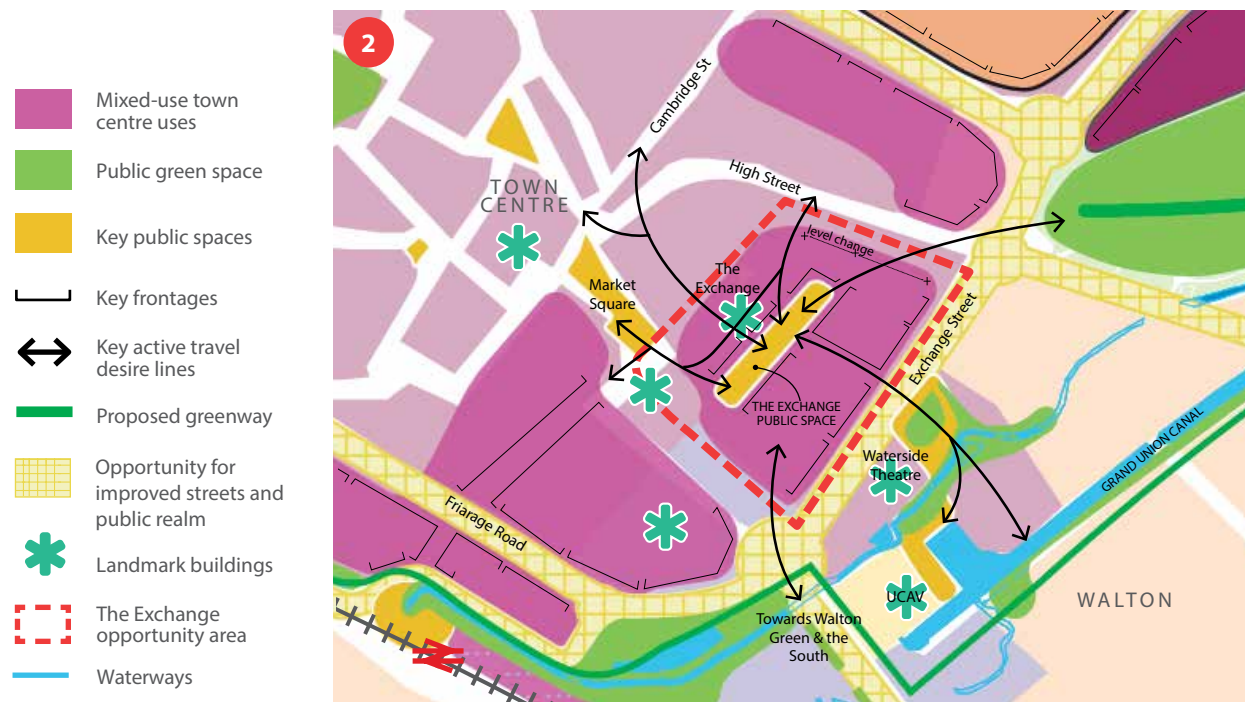 Mixed-use town
centre uses
Public green space
Key public spaces
Key frontages
Key active travel
desire lines
Proposed greenway
Opportunity for
improved streets and
public realm
Landmark buildings
The Exchange
opportunity area
Waterways
2
Cambridge St
High Street
TOWN
CENTRE
level change
The
Exchange
Market
Square
Exchange Street
THE EXCHANGE
PUBLIC SPACE
Waterside
Theatre
GRAND UNION CANAL
Friarage Road
UCAV
WALTON
Towards Walton
Green & the
South